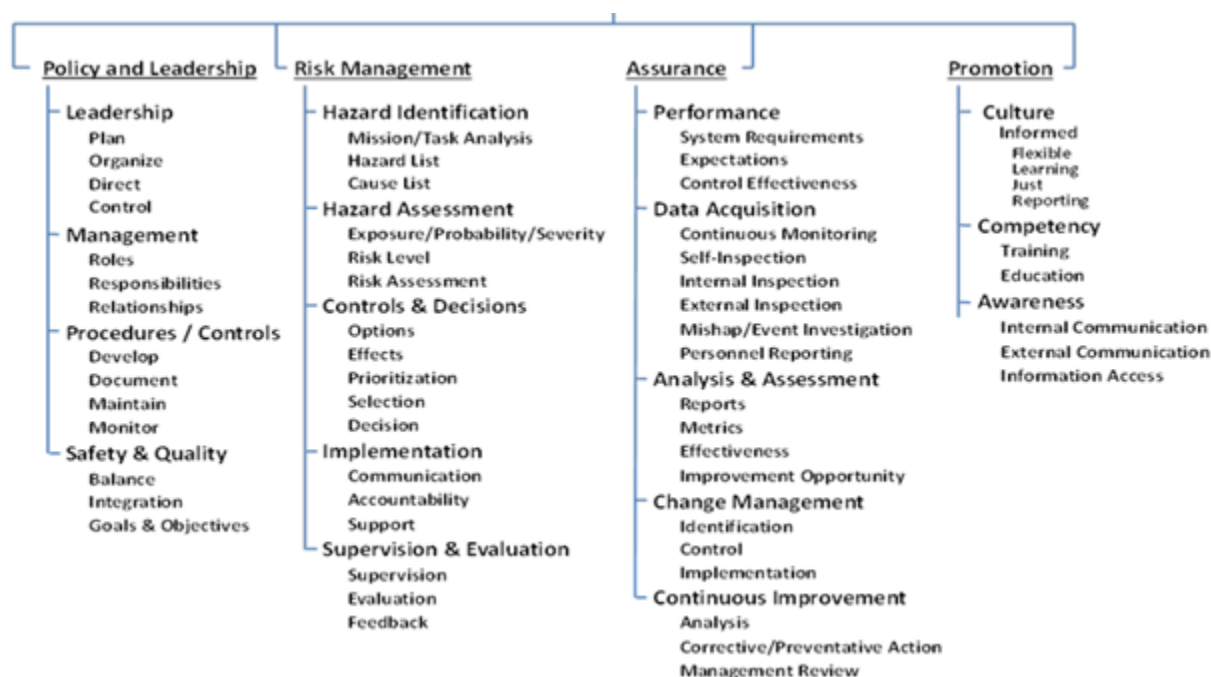 Policy and Leadership
Leadership
Plan
Organize
Direct
Control
Management
Roles
Responsibilities
Relationships
Procedures / Controls
Develop
Document
Maintain
Monitor
Safety & Quality
Balance
Integration
Goals & Objectives
Risk Management
Hazard Identification
Mission/Task Analysis
Hazard List
Cause List
Hazard Assessment
Exposure/Probability/Severity
Risk Level
Risk Assessment
Controls & Decisions
Options
Effects
Prioritization
Selection
Decision
Implementation
Communication
Accountability
Support
Supervision & Evaluation
Supervision
Evaluation
Feedback
Assurance
Performance
System Requirements
Expectations
Control Effectiveness
Data Acquisition
Continuous Monitoring
Self-Inspection
Internal Inspection
External Inspection
Mishap/Event Investigation
Personnel Reporting
Analysis & Assessment
Reports
Metrics
Effectiveness
Improvement Opportunity
Change Management
Identification
Control
Implementation
Continuous Improvement
Analysis
Corrective/Preventative Action
Management Review
Promotion
Culture
Informed
Flexible
Learning
Just
Reporting
Competency
Training
Education
Awareness
Internal Communication
External Communication
Information Access